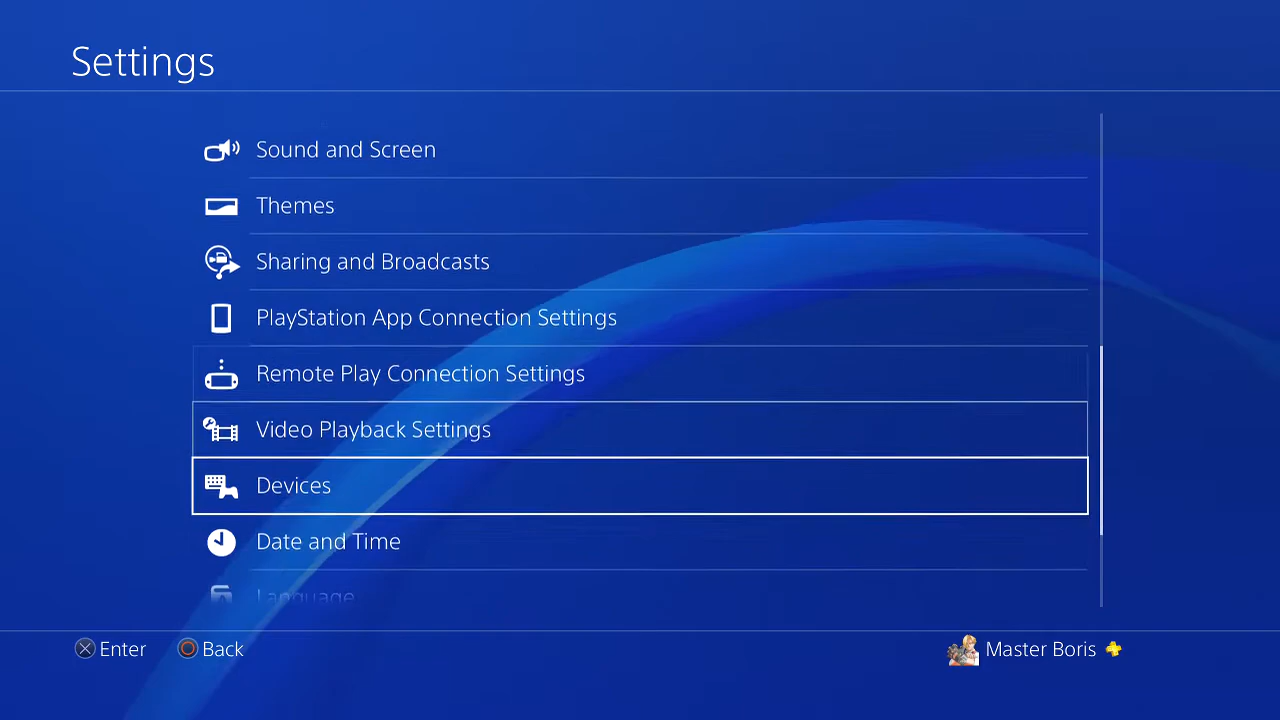 Settings
Sound and Screen
Themes
Sharing and Broadcasts
PlayStation App Connection Settings
Remote Play Connection Settings
Video Playback Settings
Devices
Date and Time
Language
Enter
Back
Master Boris